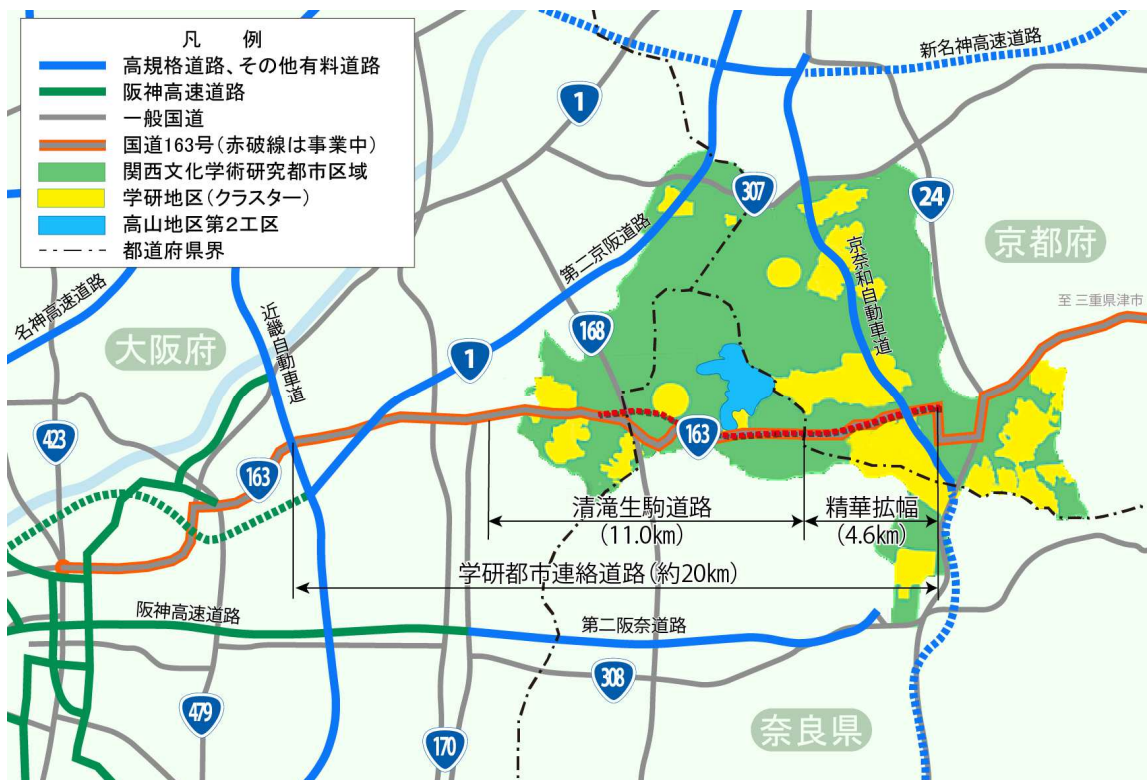 凡 例
高規格道路、その他有料道路
阪神高速道路
一般国道
国道163号(赤破線は事業中)
関西文化学術研究都市区域
学研地区(クラスター)
高山地区第2工区
都道府県界
新名神高速道路
1
307
24
京都府
第二京阪道路
京奈和自動車道
至 三重県津市
名神高速道路
大阪府
近畿自動車道
168
1
423
163
163
清滝生駒道路
(11.0km)
精華拡幅
(4.6km)
学研都市連絡道路(約20km)
阪神高速道路
第二阪奈道路
308
479
170
奈良県